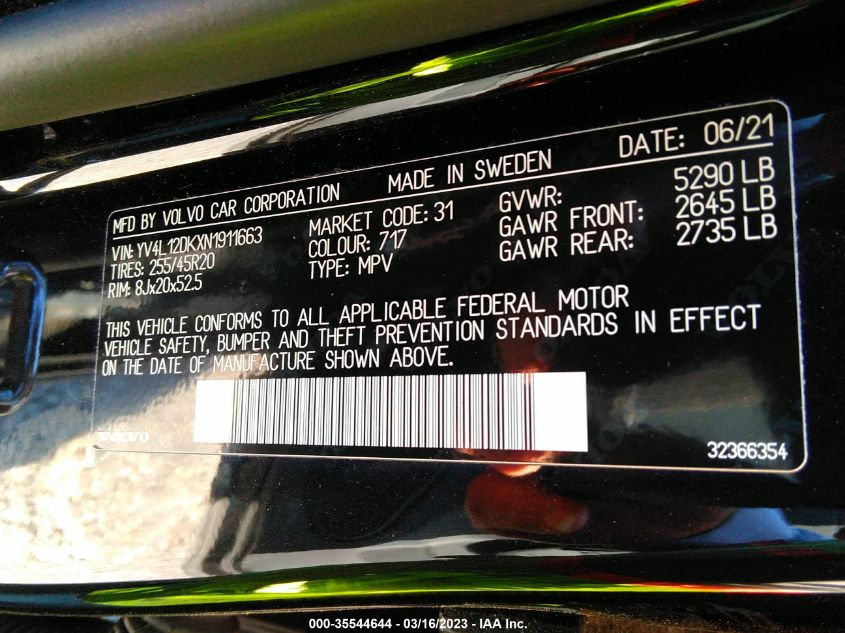 MFD BY VOLVO CAR CORPORATION MADE IN SWEDEN DATE: 06/21
VIN: YV4L12DKXN1911663 MARKET CODE: 31 GVWR: 5290 LB
TIRES: 255/45R20 COLOUR: 717 GAWR FRONT: 2645 LB
RIM: 8Jx20x52.5 TYPE: MPV GAWR REAR: 2735 LB
THIS VEHICLE CONFORMS TO ALL APPLICABLE FEDERAL MOTOR
VEHICLE SAFETY, BUMPER AND THEFT PREVENTION STANDARDS IN EFFECT
ON THE DATE OF MANUFACTURE SHOWN ABOVE.
VOLVO 32366354
000-35544644 - 03/16/2023 - IAA Inc.